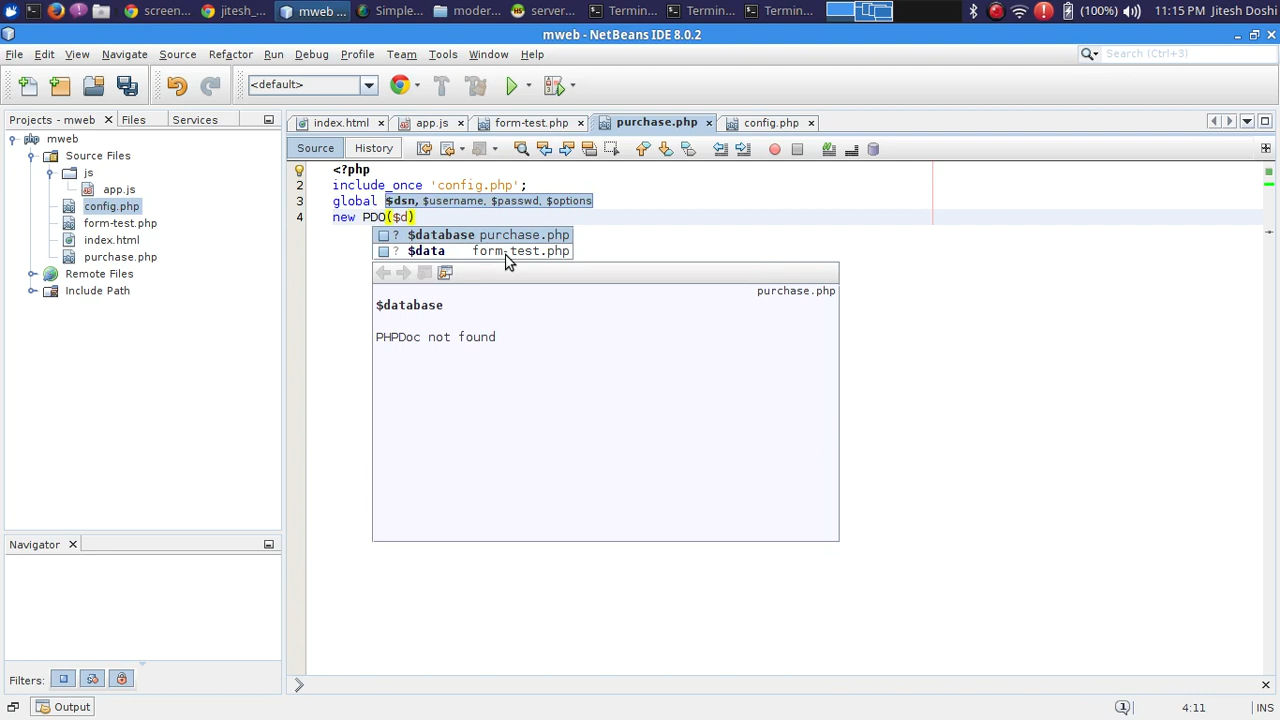 screen...
jitesh_...
mweb ...
Simple...
moder...
server...
Termin...
Termin...
Termin...
(100%)
11:15 PM Jitesh Doshi
mweb - NetBeans IDE 8.0.2
File Edit View Navigate Source Refactor Run Debug Profile Team Tools Window Help
Search (Ctrl+I)
<default>
Projects - mweb
Files
Services
index.html
app.js
form-test.php
purchase.php
config.php
mweb
Source Files
js
app.js
config.php
form-test.php
index.html
purchase.php
Remote Files
Include Path
Source
History
1 <?php
2 include_once 'config.php';
3 global $dsn, $username, $passwd, $options
4 new PDO($d)
? $database purchase.php
? $data form-test.php
purchase.php
$database
PHPDoc not found
Navigator
Filters:
Output
1
4:11
INS